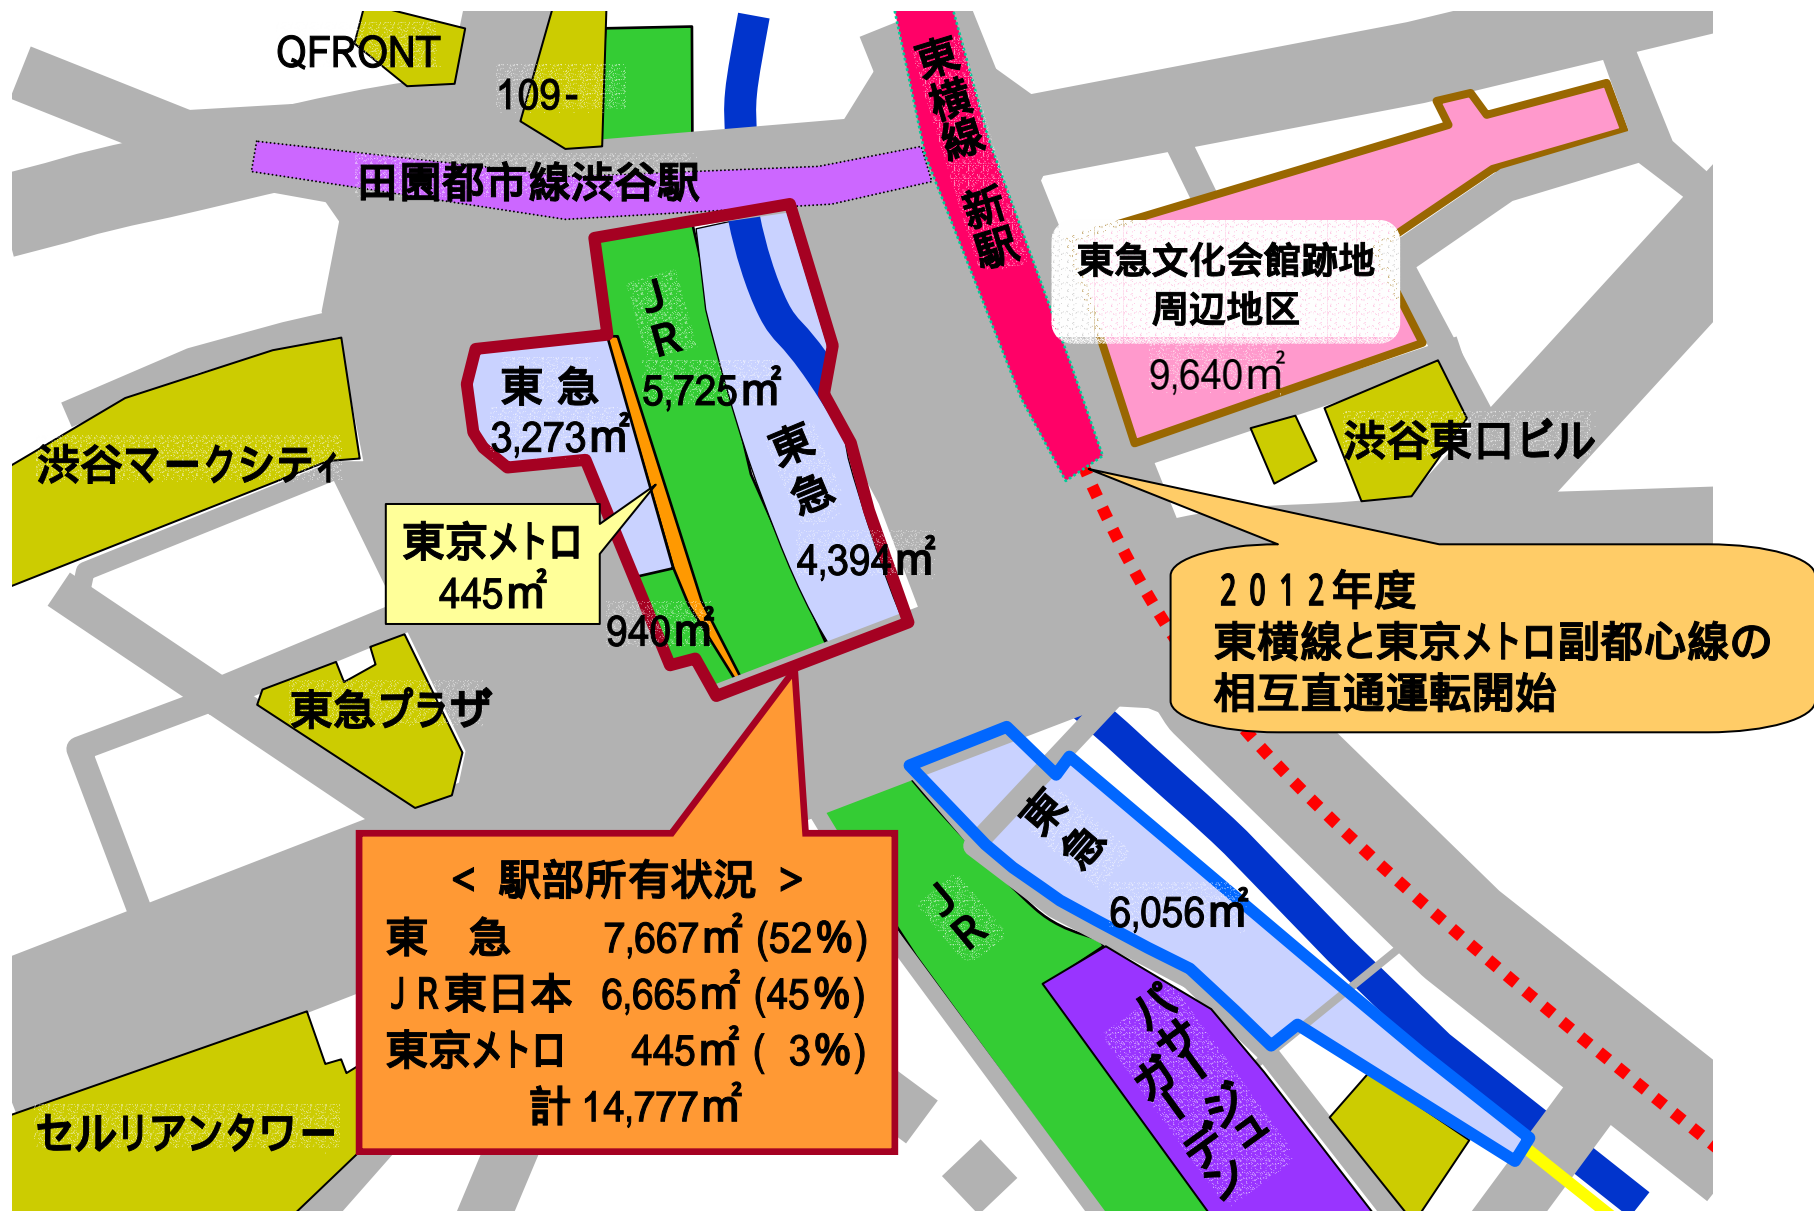 QFRONT
109-
田園都市線渋谷駅
東横線 新駅
東急文化会館跡地
周辺地区
9,640㎡
JR
5,725㎡
東急
3,273㎡
東急
4,394㎡
渋谷マークシティ
渋谷東口ビル
東京メトロ
445㎡
940㎡
2012年度
東横線と東京メトロ副都心線の
相互直通運転開始
東急プラザ
東急
6,056㎡
JR
パサージュ
ガーデン
< 駅部所有状況 >
東 急 7,667㎡ (52%)
JR東日本 6,665㎡ (45%)
東京メトロ 445㎡ ( 3%)
計 14,777㎡
セルリアンタワー